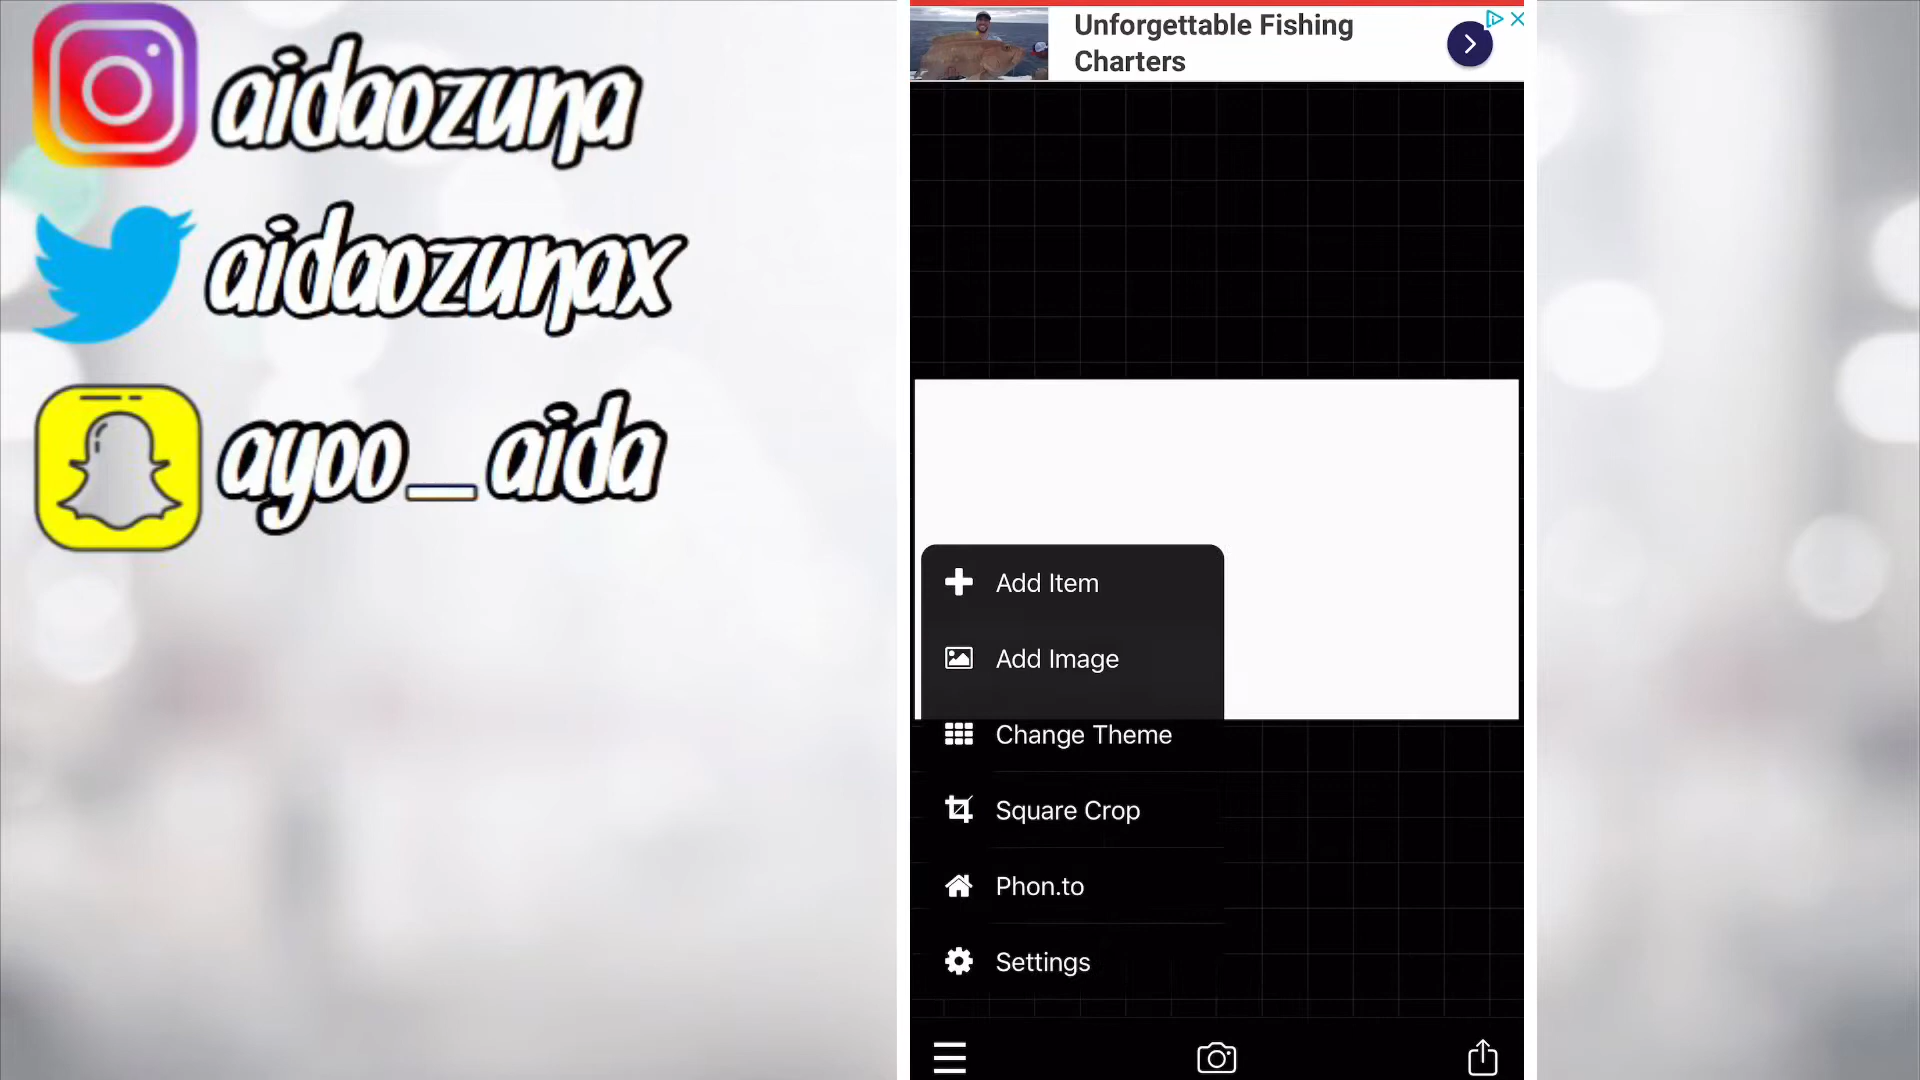 aidaozuna
aidaozunax
ayoo_aida
Unforgettable Fishing
Charters
Add Item
Add Image
Change Theme
Square Crop
Phon.to
Settings